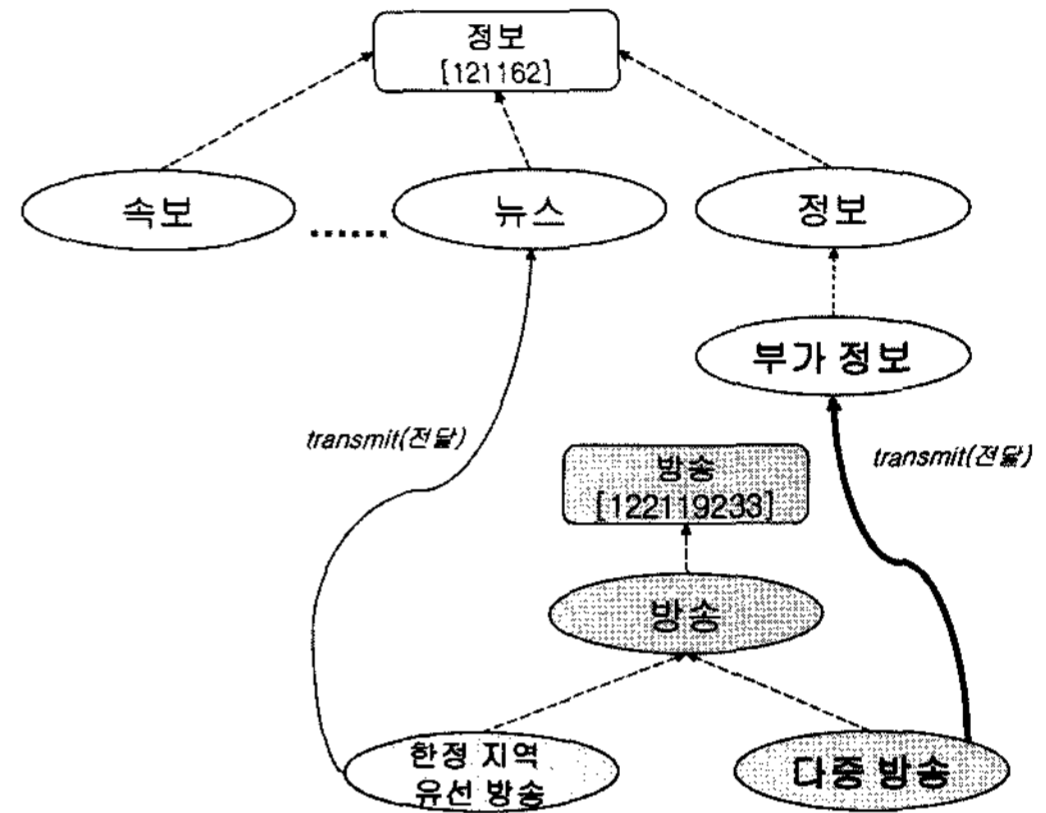 정보
[121162]
속보
뉴스
정보
부가 정보
transmit(전달)
transmit(전달)
방송
[122119233]
방송
한정 지역
유선 방송
다중 방송